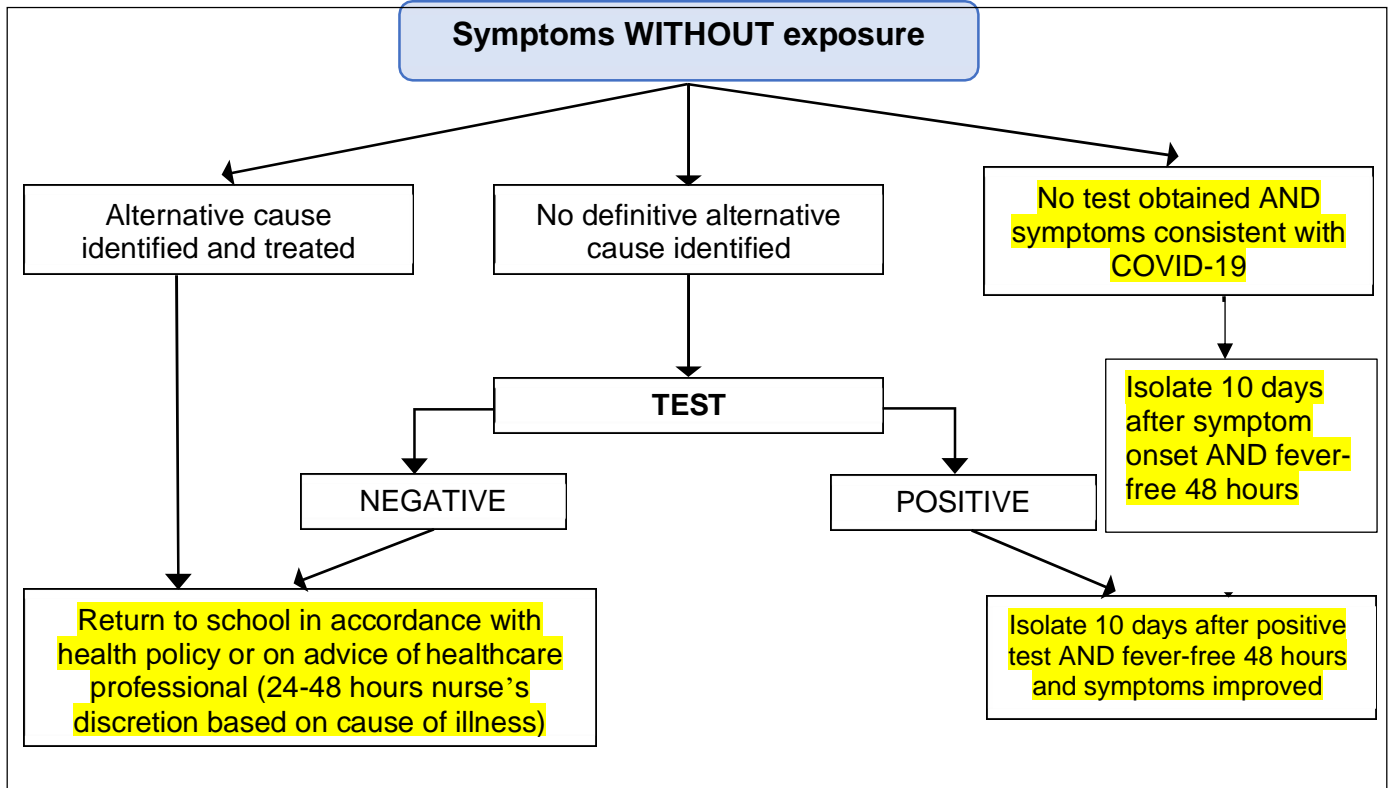 Symptoms WITHOUT exposure
Alternative cause
identified and treated
No definitive alternative
cause identified
No test obtained AND
symptoms consistent with
COVID-19
TEST
Isolate 10 days
after symptom
onset AND fever-
free 48 hours
NEGATIVE
POSITIVE
Return to school in accordance with
health policy or on advice of healthcare
professional (24-48 hours nurse’s
discretion based on cause of illness)
Isolate 10 days after positive
test AND fever-free 48 hours
and symptoms improved